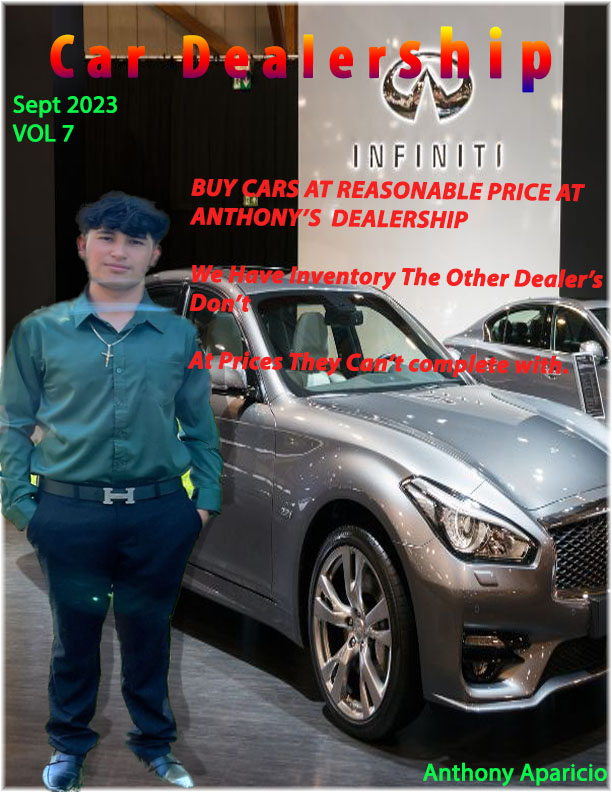 Car Dealership
Sept 2023
VOL 7
INFINITI
BUY CARS AT REASONABLE PRICE AT
ANTHONY'S DEALERSHIP
We Have Inventory The Other Dealer's
Don't
At Prices They Can't complete with.
Anthony Aparicio